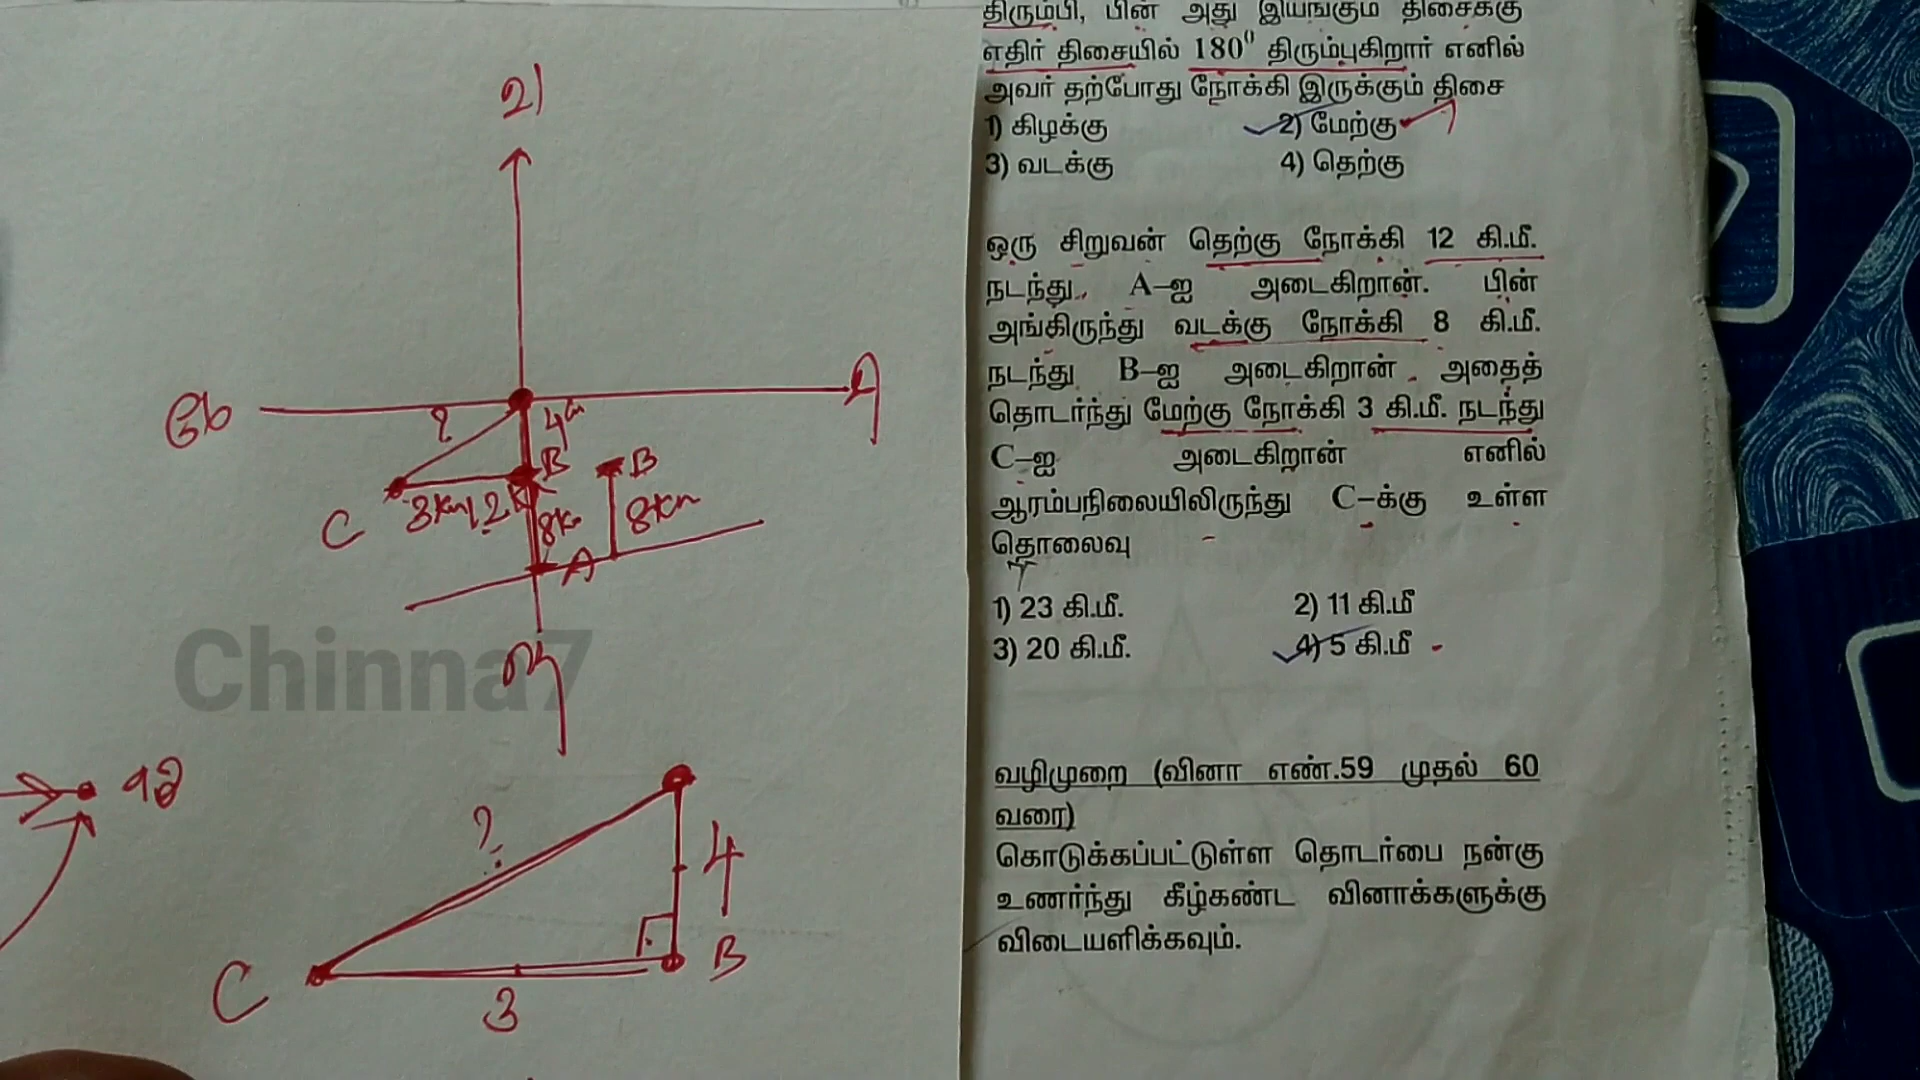 உ
மே
கி
4km
B
B
C
3km
12k
8km
8km
A
Chinna7
தெ
?
4
C
3
B
திரும்பி, பின் அது இயங்கும் திசைக்கு
எதிர் திசையில் 180⁰ திரும்புகிறார் எனில்
அவர் தற்போது நோக்கி இருக்கும் திசை
1) கிழக்கு 2) மேற்கு
3) வடக்கு 4) தெற்கு
ஒரு சிறுவன் தெற்கு நோக்கி 12 கி.மீ.
நடந்து, A–ஐ அடைகிறான். பின்
அங்கிருந்து வடக்கு நோக்கி 8 கி.மீ.
நடந்து B–ஐ அடைகிறான் அதைத்
தொடர்ந்து மேற்கு நோக்கி 3 கி.மீ. நடந்து
C–ஐ அடைகிறான் எனில்
ஆரம்பநிலையிலிருந்து C–க்கு உள்ள
தொலைவு
1) 23 கி.மீ. 2) 11 கி.மீ
3) 20 கி.மீ. 4) 5 கி.மீ
வழிமுறை (வினா எண்.59 முதல் 60
வரை)
கொடுக்கப்பட்டுள்ள தொடர்பை நன்கு
உணர்ந்து கீழ்கண்ட வினாக்களுக்கு
விடையளிக்கவும்.